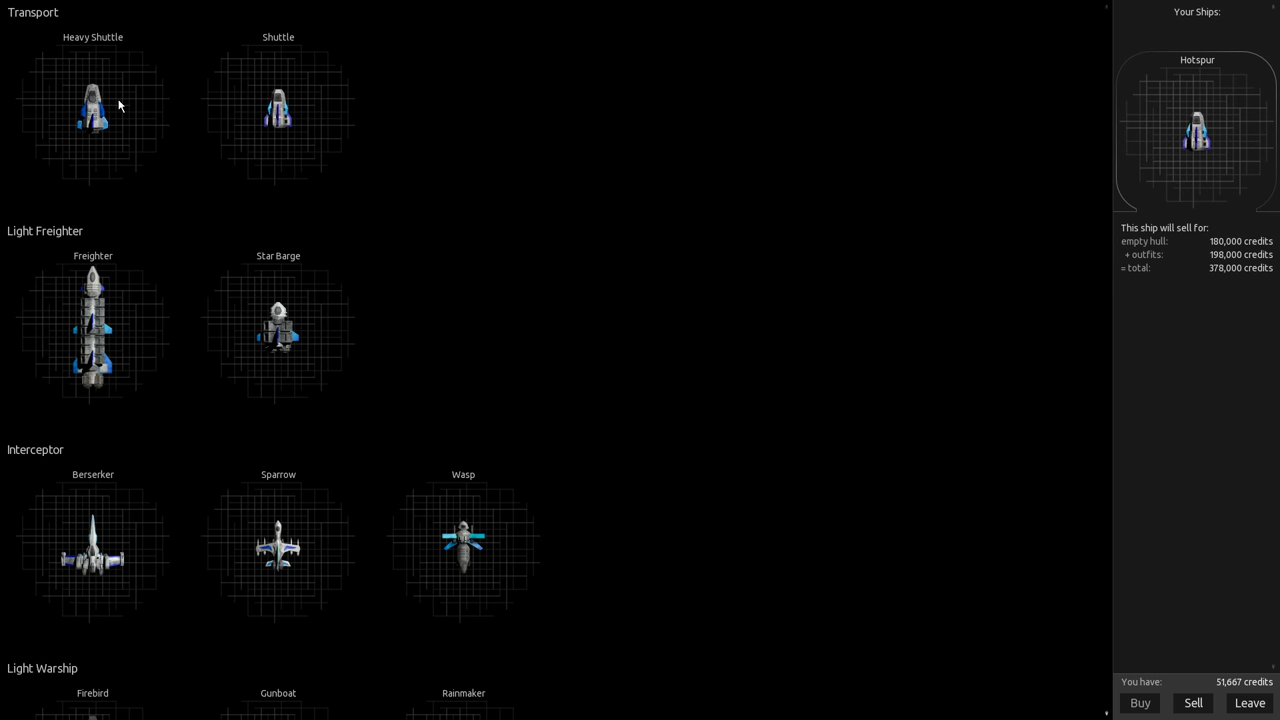 Transport
Heavy Shuttle
Shuttle
Light Freighter
Freighter
Star Barge
Interceptor
Berserker
Sparrow
Wasp
Light Warship
Firebird
Gunboat
Rainmaker
Your Ships:
Hotspur
This ship will sell for:
empty hull: 180,000 credits
+ outfits: 198,000 credits
= total: 378,000 credits
You have: 51,667 credits
Buy
Sell
Leave